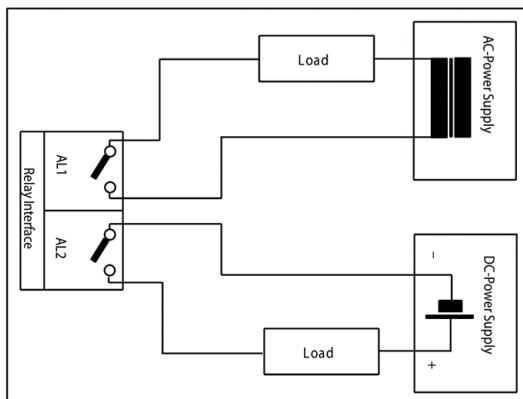 Load
AC-Power Supply
AL1
Relay Interface
AL2
−
DC-Power Supply
Load
+